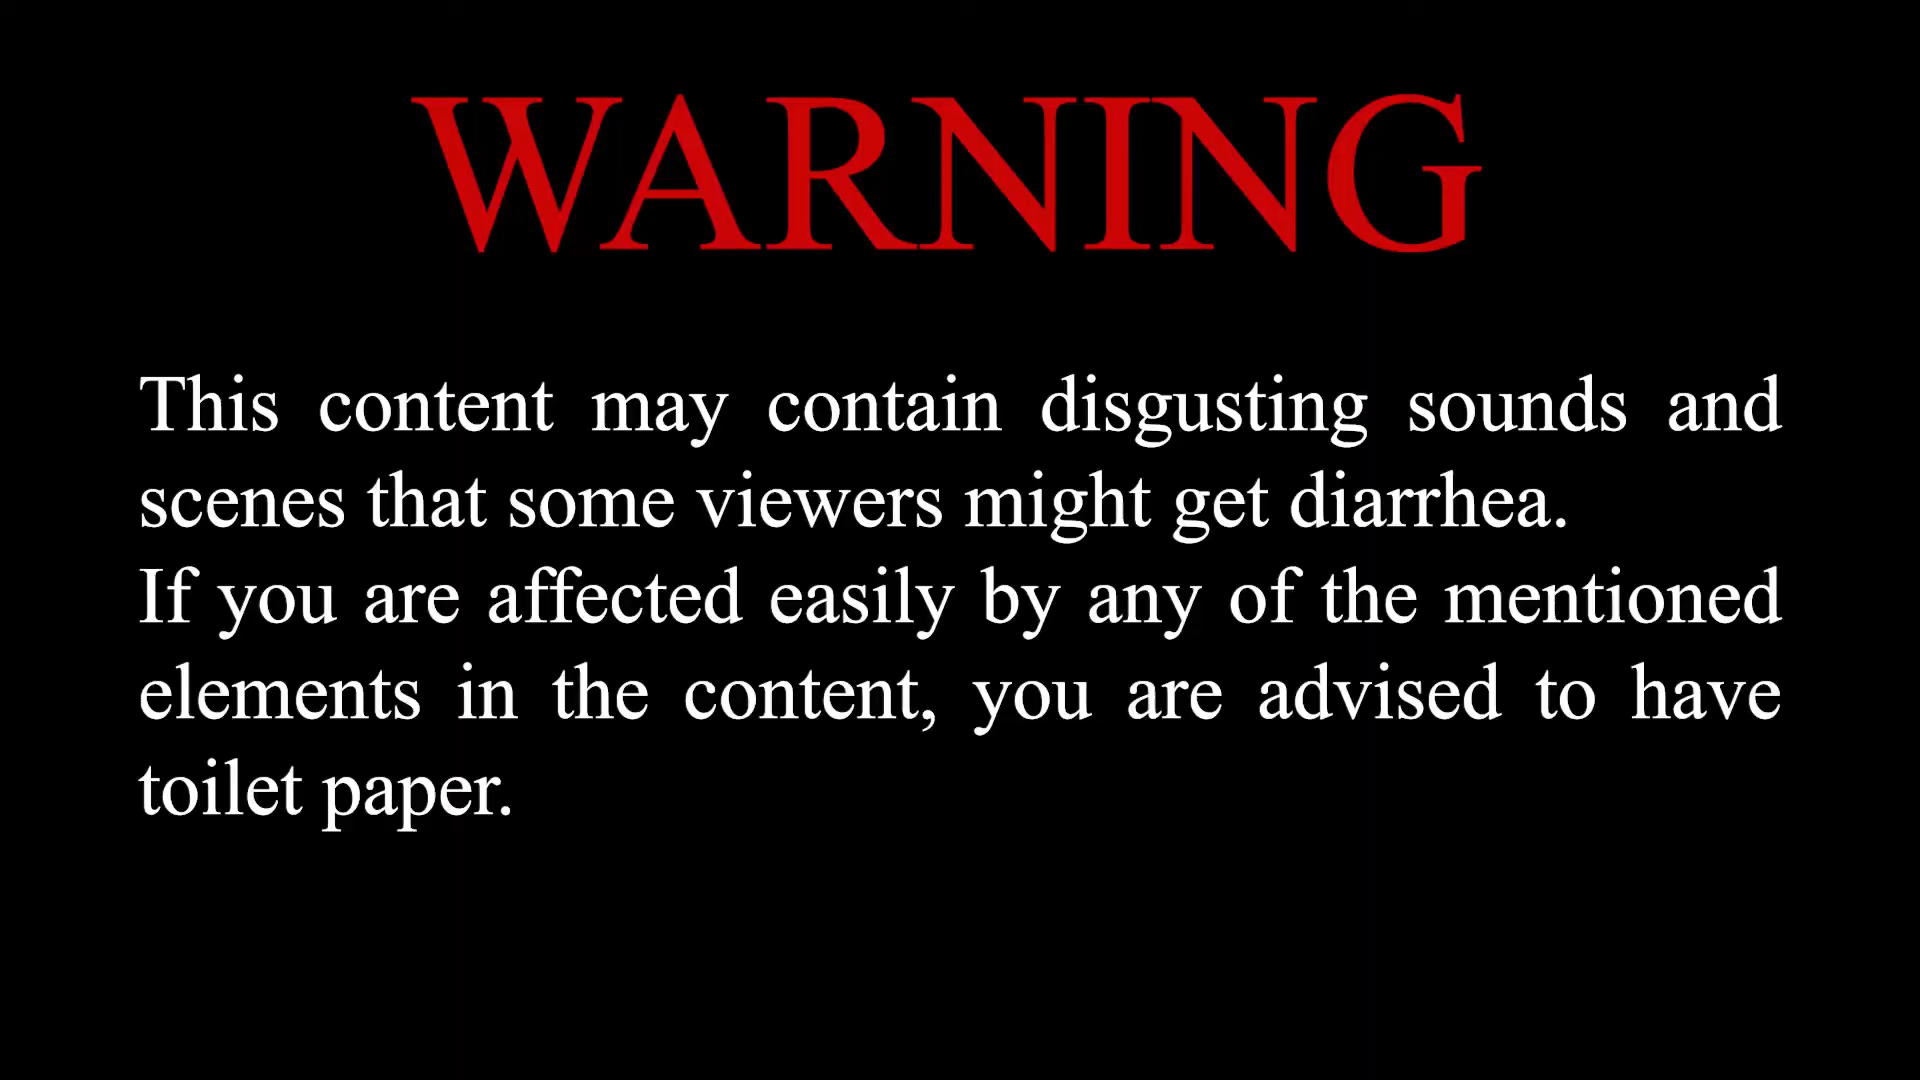 WARNING
This content may contain disgusting sounds and
scenes that some viewers might get diarrhea.
If you are affected easily by any of the mentioned
elements in the content, you are advised to have
toilet paper.